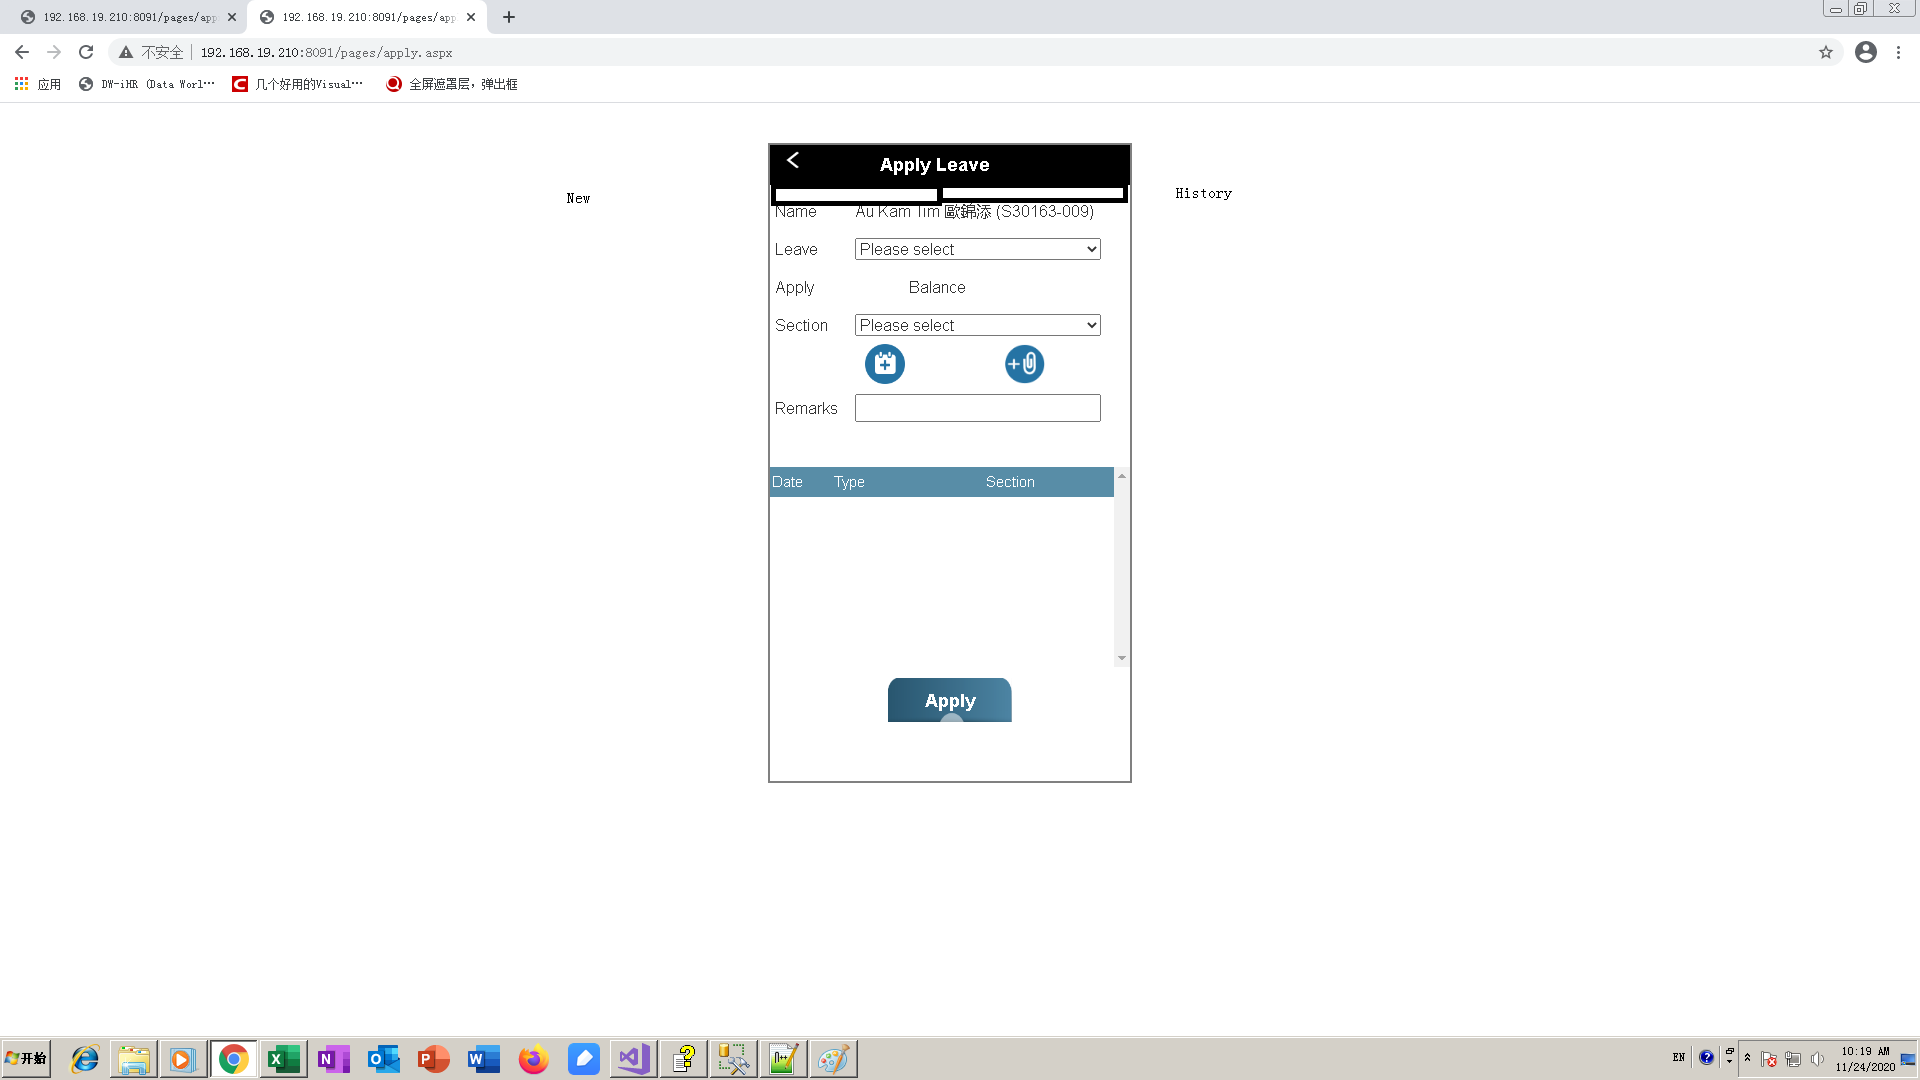 192.168.19.210:8091/pages/app
192.168.19.210:8091/pages/app
不安全 192.168.19.210:8091/pages/apply.aspx
应用 DW-iHR (Data Worl… 几个好用的Visual… 全屏遮罩层，弹出框
Apply Leave
New
History
Name Au Kam Tim 歐錦添 (S30163-009)
Leave Please select
Apply Balance
Section Please select
Remarks
Date Type Section
Apply
开始
EN
10:19 AM
11/24/2020